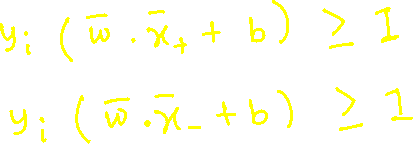 yᵢ ( w̄ . x̄₊ + b ) ≥ 1
yᵢ ( w̄ . x̄₋ + b ) ≥ 1